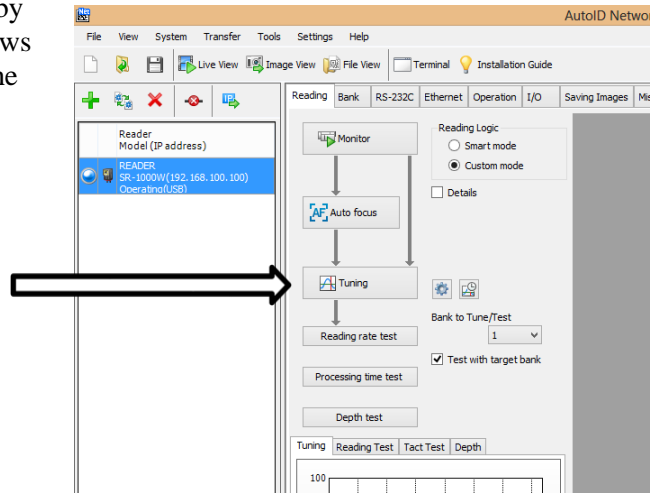 by
ws
ne
AutoID Netwo
File View System Transfer Tools Settings Help
Live View Image View File View Terminal Installation Guide
Reading Bank RS-232C Ethernet Operation I/O Saving Images Mis
Reader
Model (IP address)
READER
SR-1000W(192.168.100.100)
Operating(USB)
Monitor
Reading Logic
Smart mode
Custom mode
Details
AF Auto focus
Tuning
Bank to Tune/Test
1
Reading rate test
Test with target bank
Processing time test
Depth test
Tuning Reading Test Tact Test Depth
100